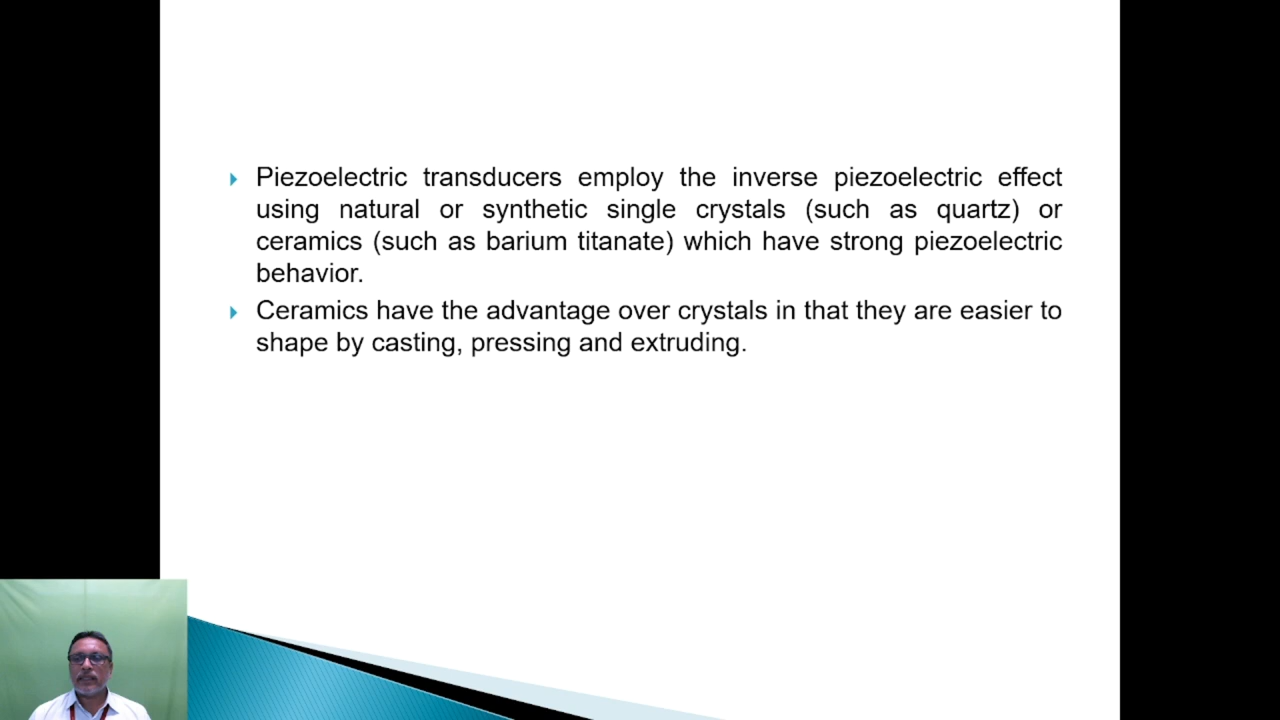 Piezoelectric transducers employ the inverse piezoelectric effect
using natural or synthetic single crystals (such as quartz) or
ceramics (such as barium titanate) which have strong piezoelectric
behavior.
Ceramics have the advantage over crystals in that they are easier to
shape by casting, pressing and extruding.